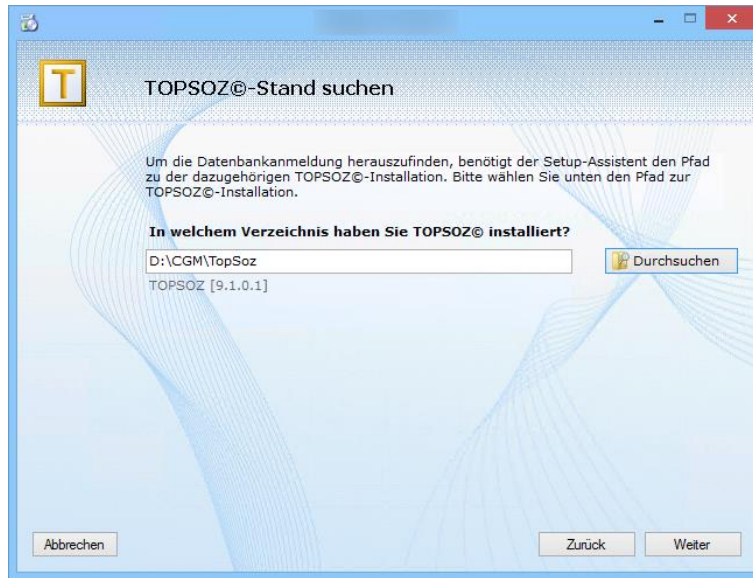 T
TOPSOZ©-Stand suchen
Um die Datenbankanmeldung herauszufinden, benötigt der Setup-Assistent den Pfad
zu der dazugehörigen TOPSOZ©-Installation. Bitte wählen Sie unten den Pfad zur
TOPSOZ©-Installation.
In welchem Verzeichnis haben Sie TOPSOZ© installiert?
D:\CGM\TopSoz
Durchsuchen
TOPSOZ [9.1.0.1]
Abbrechen
Zurück
Weiter